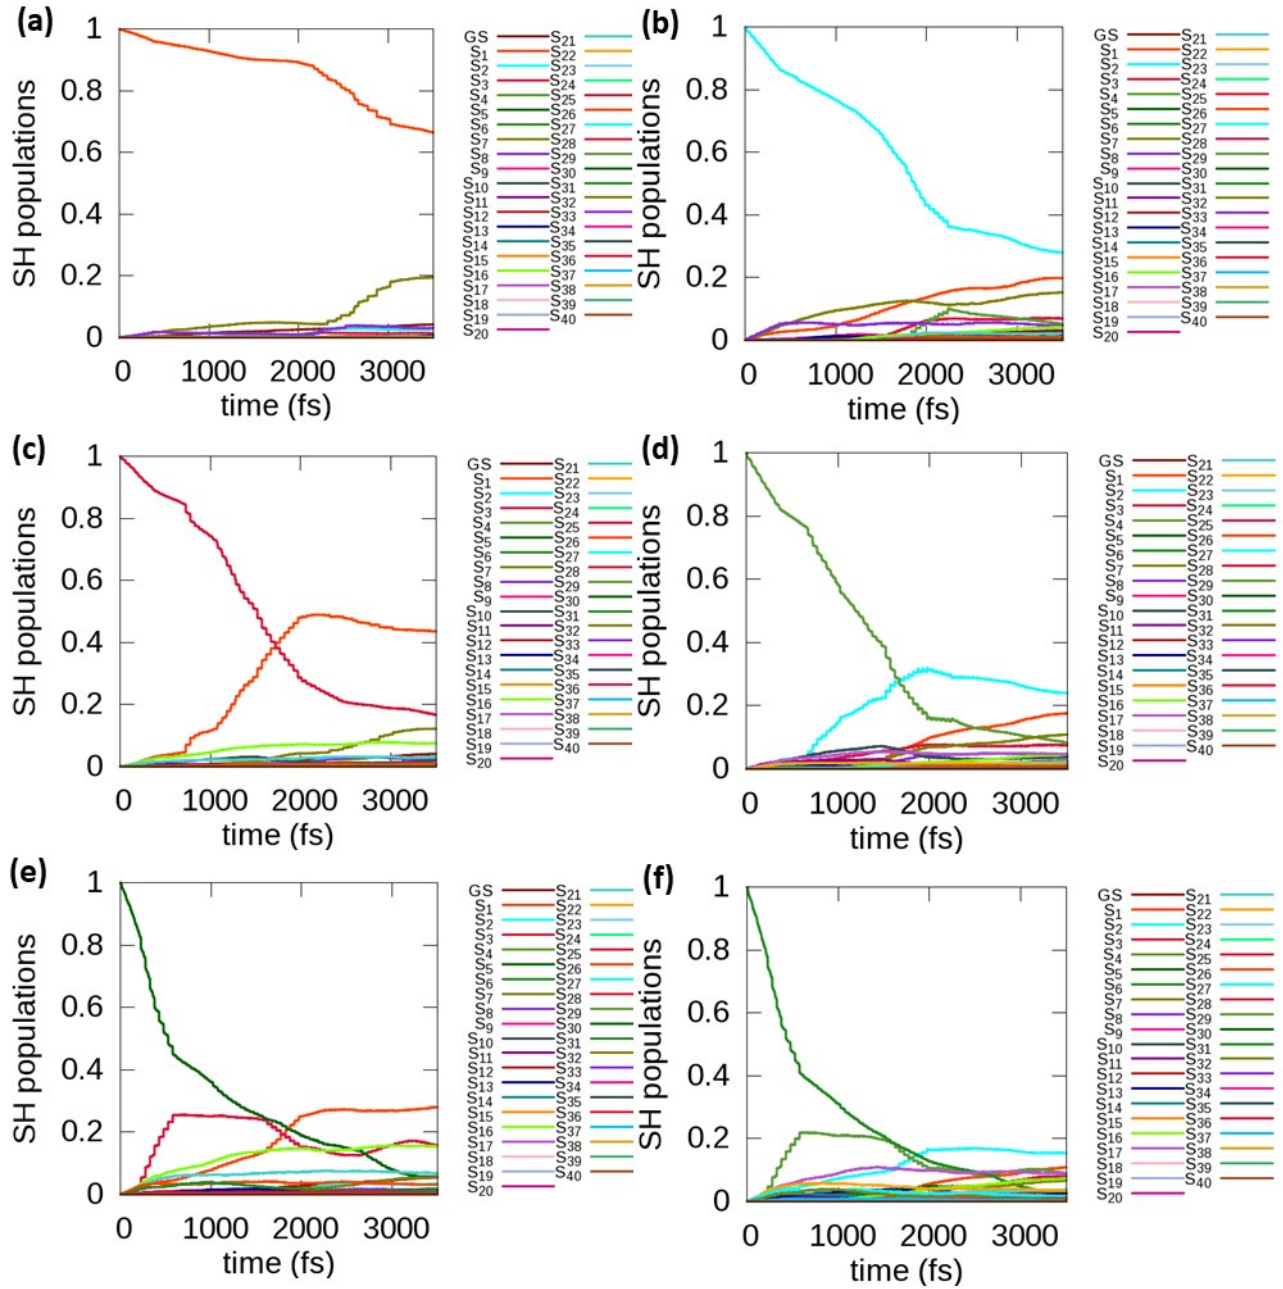 (a)
SH populations
1
0.8
0.6
0.4
0.2
0
0 1000 2000 3000
time (fs)
GS S21
S1 S22
S2 S23
S3 S24
S4 S25
S5 S26
S6 S27
S7 S28
S8 S29
S9 S30
S10 S31
S11 S32
S12 S33
S13 S34
S14 S35
S15 S36
S16 S37
S17 S38
S18 S39
S19 S40
S20
(b)
SH populations
1
0.8
0.6
0.4
0.2
0
0 1000 2000 3000
time (fs)
GS S21
S1 S22
S2 S23
S3 S24
S4 S25
S5 S26
S6 S27
S7 S28
S8 S29
S9 S30
S10 S31
S11 S32
S12 S33
S13 S34
S14 S35
S15 S36
S16 S37
S17 S38
S18 S39
S19 S40
S20
(c)
SH populations
1
0.8
0.6
0.4
0.2
0
0 1000 2000 3000
time (fs)
GS S21
S1 S22
S2 S23
S3 S24
S4 S25
S5 S26
S6 S27
S7 S28
S8 S29
S9 S30
S10 S31
S11 S32
S12 S33
S13 S34
S14 S35
S15 S36
S16 S37
S17 S38
S18 S39
S19 S40
S20
(d)
SH populations
1
0.8
0.6
0.4
0.2
0
0 1000 2000 3000
time (fs)
GS S21
S1 S22
S2 S23
S3 S24
S4 S25
S5 S26
S6 S27
S7 S28
S8 S29
S9 S30
S10 S31
S11 S32
S12 S33
S13 S34
S14 S35
S15 S36
S16 S37
S17 S38
S18 S39
S19 S40
S20
(e)
SH populations
1
0.8
0.6
0.4
0.2
0
0 1000 2000 3000
time (fs)
GS S21
S1 S22
S2 S23
S3 S24
S4 S25
S5 S26
S6 S27
S7 S28
S8 S29
S9 S30
S10 S31
S11 S32
S12 S33
S13 S34
S14 S35
S15 S36
S16 S37
S17 S38
S18 S39
S19 S40
S20
(f)
SH populations
1
0.8
0.6
0.4
0.2
0
0 1000 2000 3000
time (fs)
GS S21
S1 S22
S2 S23
S3 S24
S4 S25
S5 S26
S6 S27
S7 S28
S8 S29
S9 S30
S10 S31
S11 S32
S12 S33
S13 S34
S14 S35
S15 S36
S16 S37
S17 S38
S18 S39
S19 S40
S20